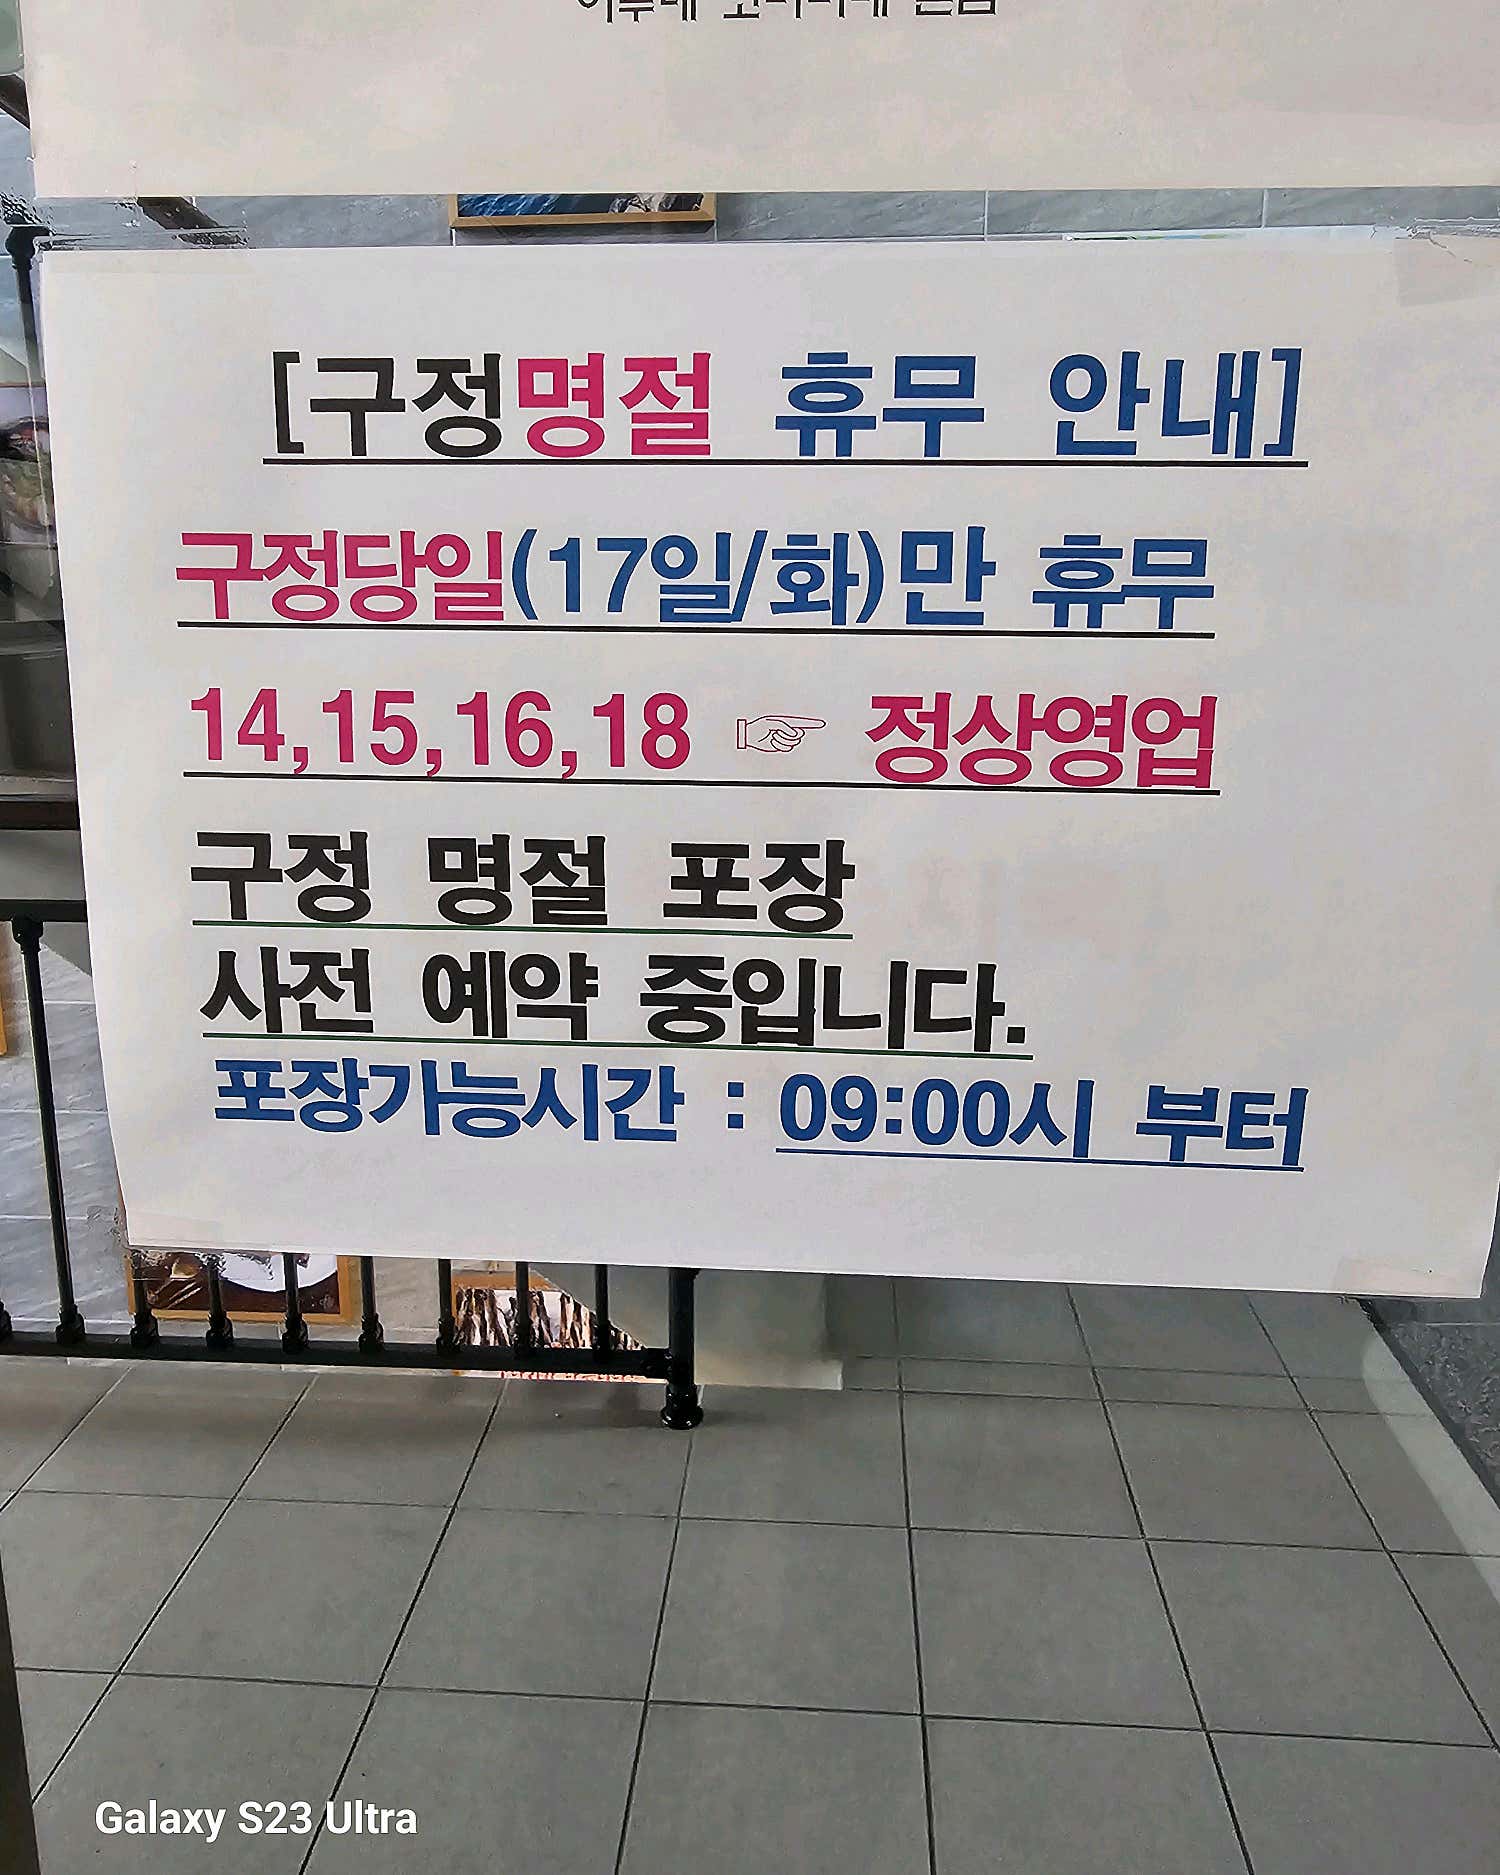 [구정명절 휴무 안내]
구정당일(17일/화)만 휴무
14,15,16,18 ☞ 정상영업
구정 명절 포장
사전 예약 중입니다.
포장가능시간 : 09:00시 부터
Galaxy S23 Ultra